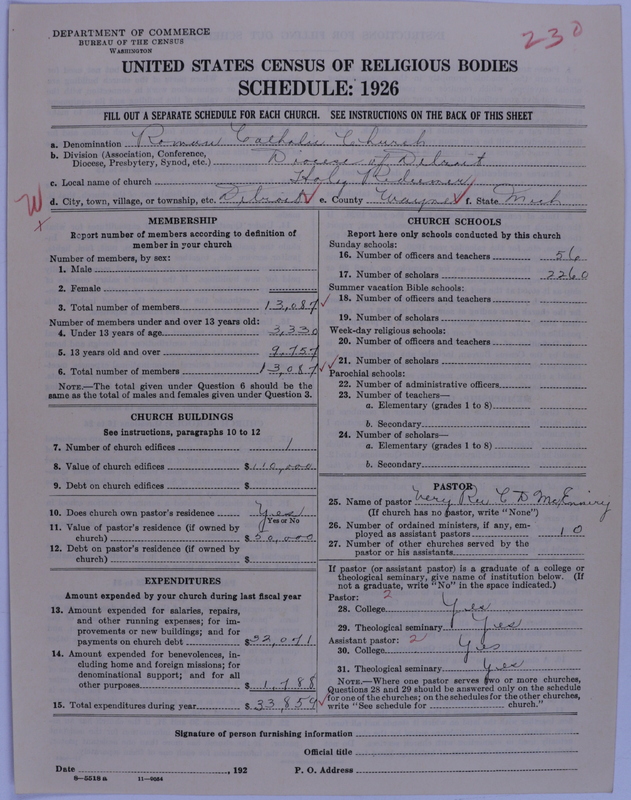 DEPARTMENT OF COMMERCE
BUREAU OF THE CENSUS
WASHINGTON
230
UNITED STATES CENSUS OF RELIGIOUS BODIES
SCHEDULE: 1926
FILL OUT A SEPARATE SCHEDULE FOR EACH CHURCH. SEE INSTRUCTIONS ON THE BACK OF THIS SHEET
a. Denomination Roman Catholic Church
b. Division (Association, Conference, Diocese, Presbytery, Synod, etc.) Diocese of Detroit
c. Local name of church Holy Redeemer
W x
d. City, town, village, or township, etc. Detroit e. County Wayne f. State Mich
MEMBERSHIP
Report number of members according to definition of
member in your church
Number of members, by sex:
1. Male
2. Female
3. Total number of members 13,087
Number of members under and over 13 years old:
4. Under 13 years of age 3,330
5. 13 years old and over 9,757
6. Total number of members 13,087
NOTE.—The total given under Question 6 should be the
same as the total of males and females given under Question 3.
CHURCH BUILDINGS
See instructions, paragraphs 10 to 12
7. Number of church edifices 1
8. Value of church edifices $110,000
9. Debt on church edifices $
10. Does church own pastor's residence Yes
Yes or No
11. Value of pastor's residence (if owned by
church) $50,000
12. Debt on pastor's residence (if owned by
church) $
EXPENDITURES
Amount expended by your church during last fiscal year
13. Amount expended for salaries, repairs,
and other running expenses; for im-
provements or new buildings; and for
payments on church debt $32,071
14. Amount expended for benevolences, in-
cluding home and foreign missions; for
denominational support; and for all
other purposes $1,788
15. Total expenditures during year $33,859
CHURCH SCHOOLS
Report here only schools conducted by this church
Sunday schools:
16. Number of officers and teachers 56
17. Number of scholars 2260
Summer vacation Bible schools:
18. Number of officers and teachers
19. Number of scholars
Week-day religious schools:
20. Number of officers and teachers
21. Number of scholars
Parochial schools:
22. Number of administrative officers
23. Number of teachers—
a. Elementary (grades 1 to 8)
b. Secondary
24. Number of scholars—
a. Elementary (grades 1 to 8)
b. Secondary
PASTOR
25. Name of pastor Very Rev C D McEnniry
(If church has no pastor, write "None")
26. Number of ordained ministers, if any, em-
ployed as assistant pastors 10
27. Number of other churches served by the
pastor or his assistants
If pastor (or assistant pastor) is a graduate of a college or
theological seminary, give name of institution below. (If
not a graduate, write "No" in the space indicated.)
Pastor: 2
28. College Yes
29. Theological seminary Yes
Assistant pastor: 2
30. College Yes
31. Theological seminary Yes
NOTE.—Where one pastor serves two or more churches,
Questions 28 and 29 should be answered only on the schedule
for one of the churches; on the schedules for the other churches,
write "See schedule for church."
Signature of person furnishing information
Official title
Date , 192 P. O. Address
8—5518 a 11—9654